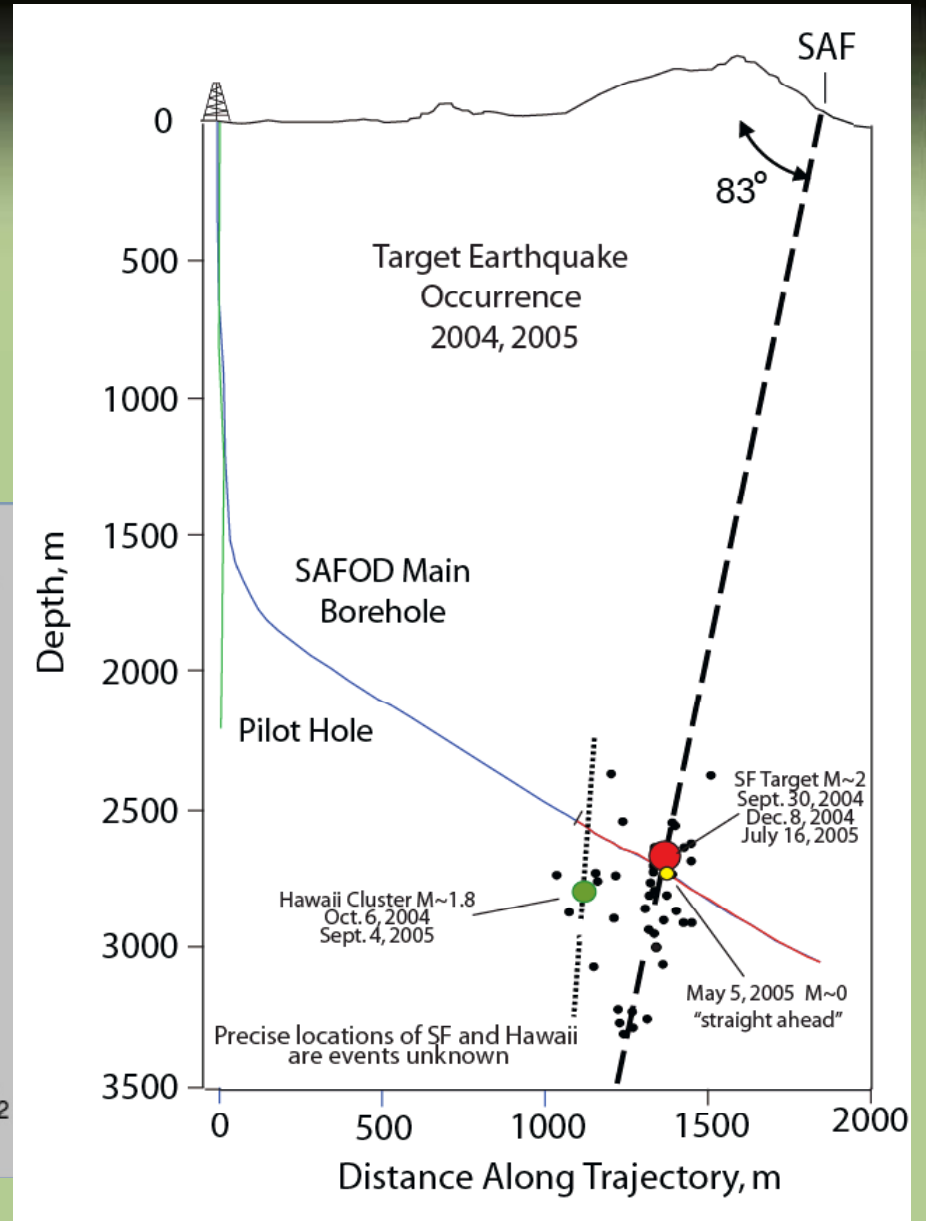 SAF
0
83°
500
Target Earthquake
Occurrence
2004, 2005
1000
1500
Depth, m
SAFOD Main
Borehole
2000
Pilot Hole
SF Target M~2
Sept. 30, 2004
Dec. 8, 2004
July 16, 2005
2500
Hawaii Cluster M~1.8
Oct. 6, 2004
Sept. 4, 2005
3000
May 5, 2005 M~0
"straight ahead"
Precise locations of SF and Hawaii
are events unknown
3500
2
0
500
1000
1500
2000
Distance Along Trajectory, m